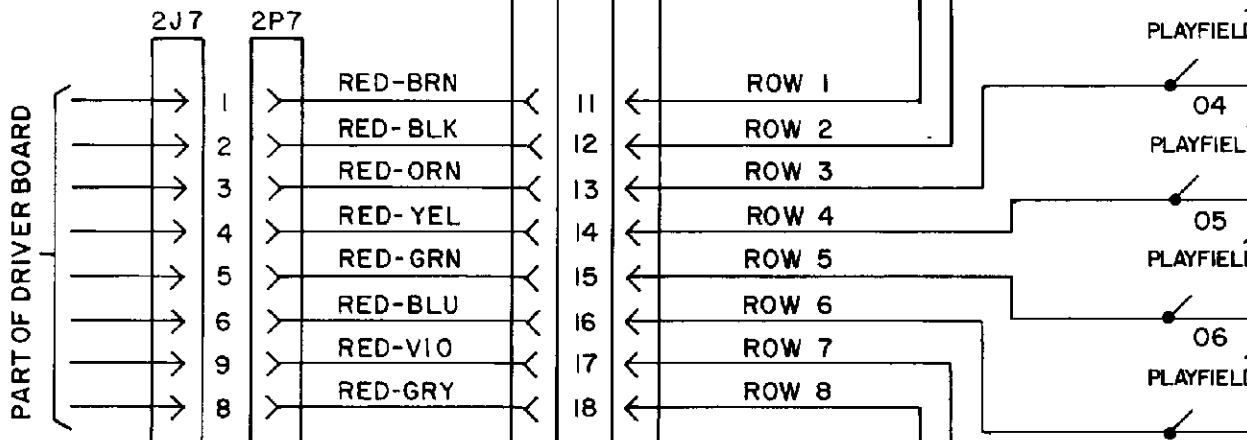 2J7 2P7
PLAYFIELD
1 RED-BRN 11 ROW 1
04
2 RED-BLK 12 ROW 2
PLAYFIEL
3 RED-ORN 13 ROW 3
4 RED-YEL 14 ROW 4
05
5 RED-GRN 15 ROW 5
PLAYFIELD
6 RED-BLU 16 ROW 6
06
9 RED-VIO 17 ROW 7
PLAYFIELD
8 RED-GRY 18 ROW 8
PART OF DRIVER BOARD